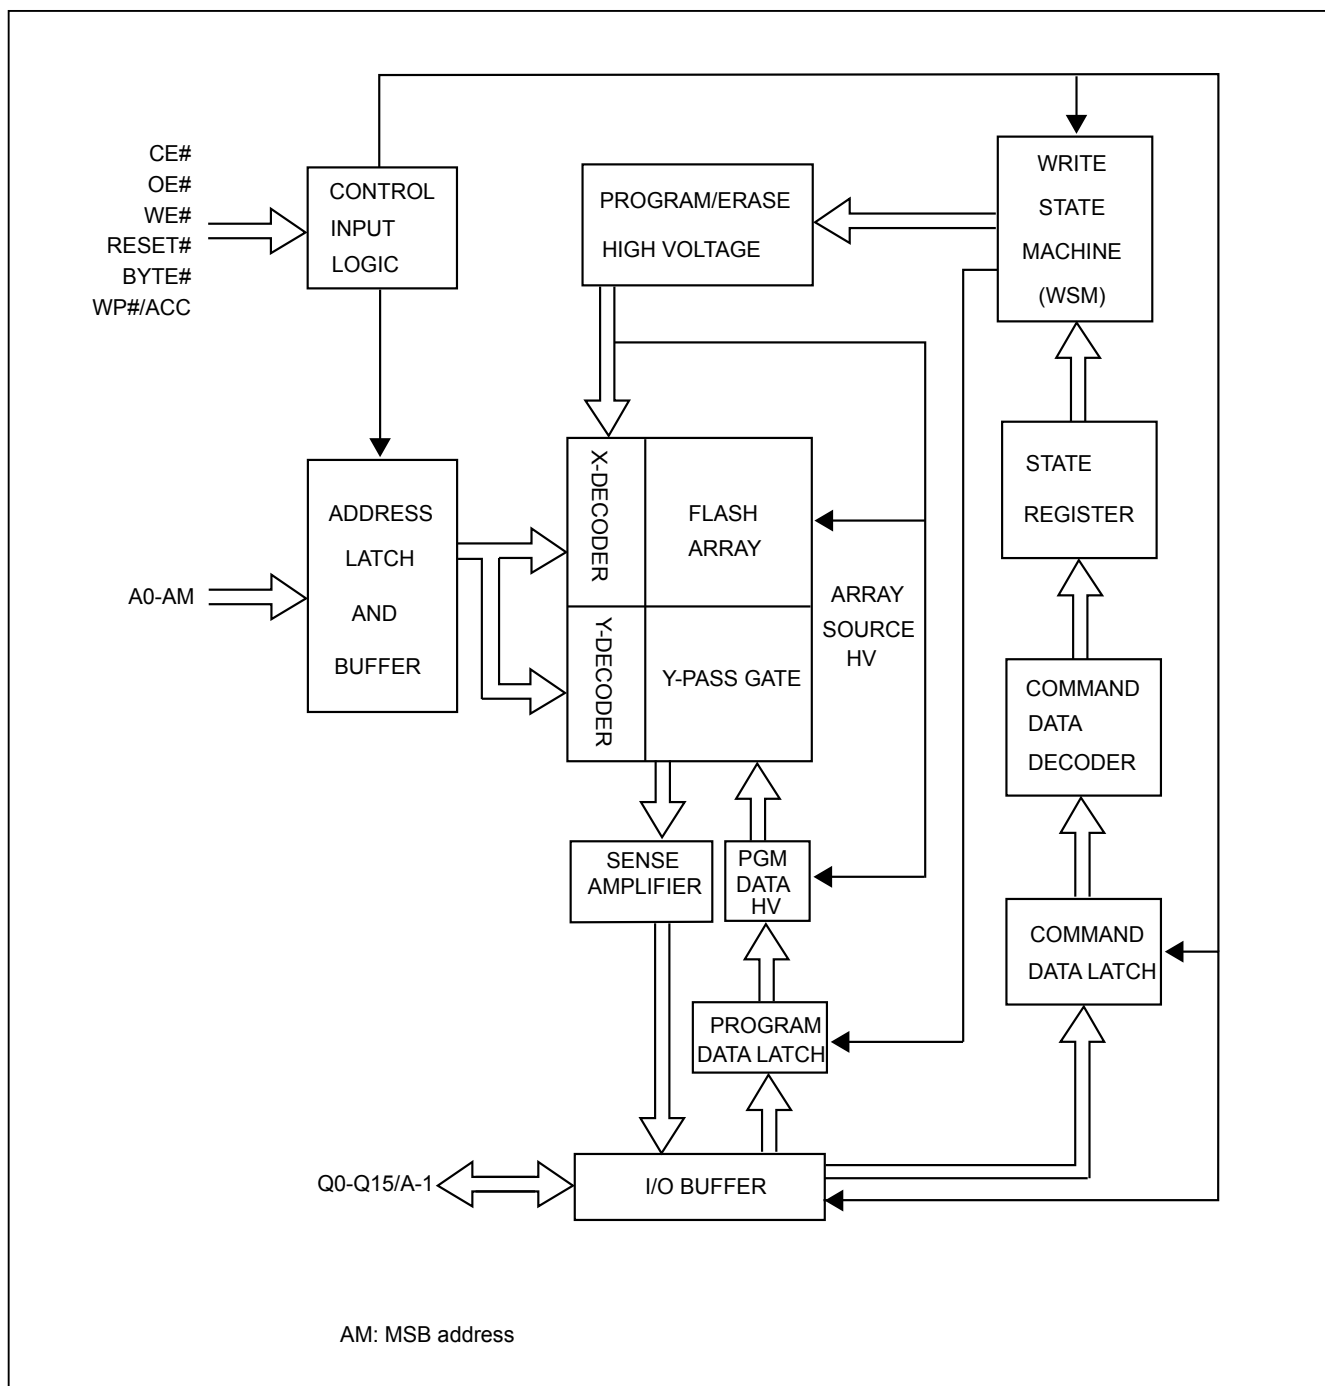 CE#
OE#
WE#
RESET#
BYTE#
WP#/ACC
CONTROL
INPUT
LOGIC
PROGRAM/ERASE
HIGH VOLTAGE
WRITE
STATE
MACHINE
(WSM)
A0-AM
ADDRESS
LATCH
AND
BUFFER
X-DECODER
FLASH
ARRAY
Y-DECODER
Y-PASS GATE
ARRAY
SOURCE
HV
STATE
REGISTER
COMMAND
DATA
DECODER
SENSE
AMPLIFIER
PGM
DATA
HV
COMMAND
DATA LATCH
PROGRAM
DATA LATCH
Q0-Q15/A-1
I/O BUFFER
AM: MSB address